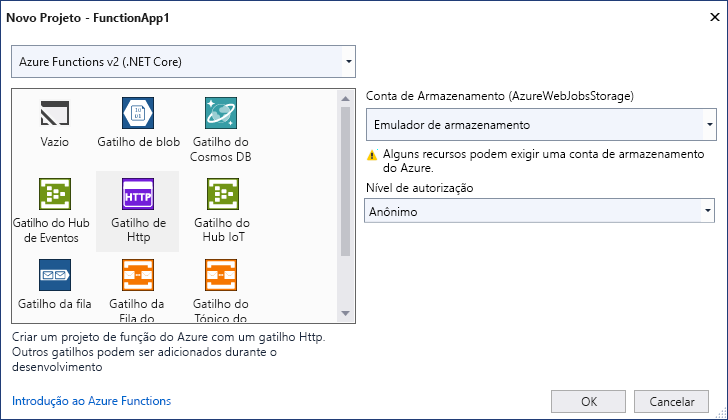 Novo Projeto - FunctionApp1
Azure Functions v2 (.NET Core)
Vazio
Gatilho de blob
Gatilho do
Cosmos DB
Gatilho do Hub
de Eventos
HTTP
Gatilho de
Http
Gatilho do
Hub IoT
Gatilho da fila
Gatilho da
Fila do
Gatilho do
Tópico do
Criar um projeto de função do Azure com um gatilho Http.
Outros gatilhos podem ser adicionados durante o
desenvolvimento
Introdução ao Azure Functions
Conta de Armazenamento (AzureWebJobsStorage)
Emulador de armazenamento
Alguns recursos podem exigir uma conta de armazenamento
do Azure.
Nível de autorização
Anônimo
OK
Cancelar